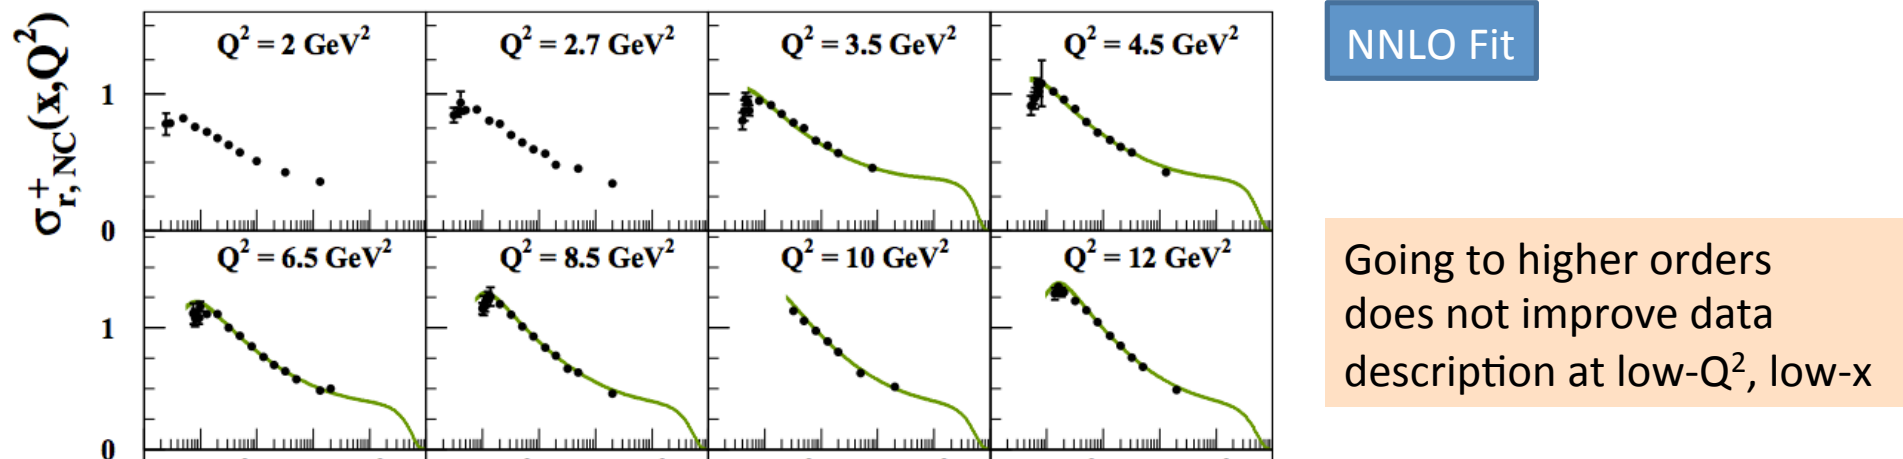 σ⁺ᵣ,NC(x,Q²)
Q² = 2 GeV²
Q² = 2.7 GeV²
Q² = 3.5 GeV²
Q² = 4.5 GeV²
1
0
Q² = 6.5 GeV²
Q² = 8.5 GeV²
Q² = 10 GeV²
Q² = 12 GeV²
1
0
NNLO Fit
Going to higher orders
does not improve data
description at low-Q², low-x